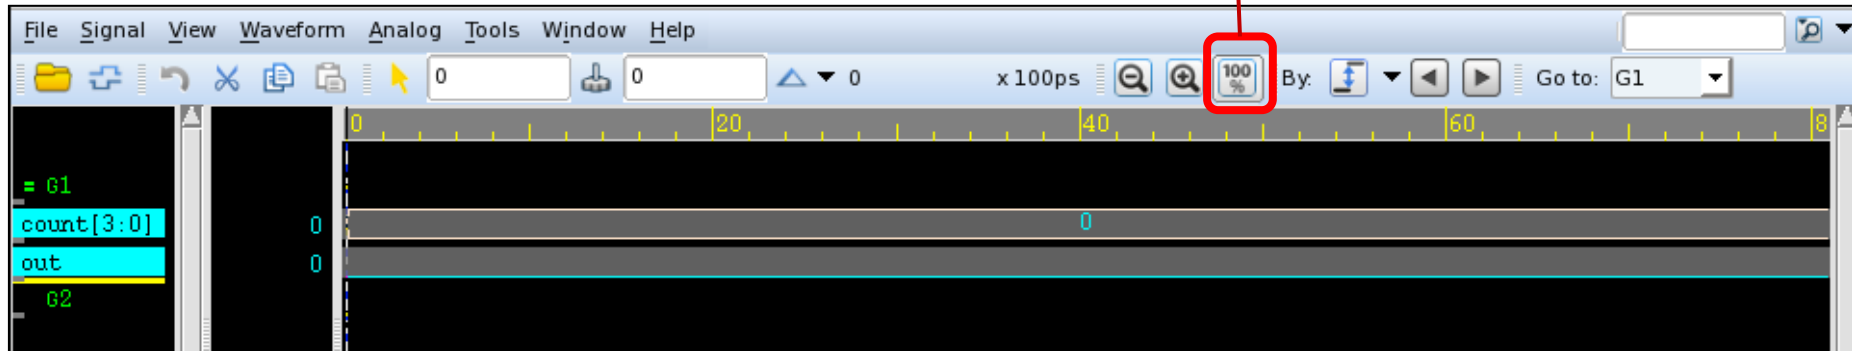 File Signal View Waveform Analog Tools Window Help
0 0 0 x 100ps 100 % By: Go to: G1
0 20 40 60 8
= G1
count[3:0] 0 0
out 0
G2